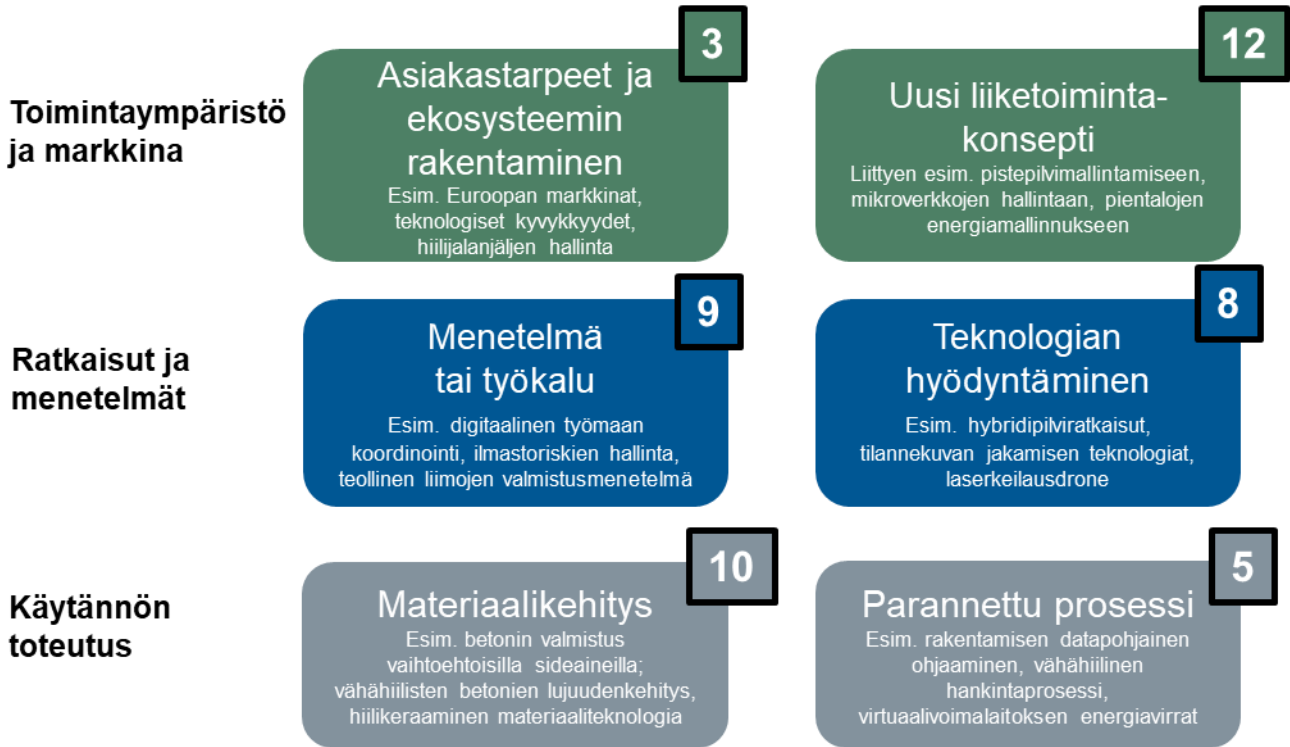 Toimintaympäristö
ja markkina
3
Asiakastarpeet ja
ekosysteemin
rakentaminen
Esim. Euroopan markkinat,
teknologiset kyvykkyydet,
hiilijalanjäljen hallinta
12
Uusi liiketoiminta-
konsepti
Liittyen esim. pistepilvimallintamiseen,
mikroverkkojen hallintaan, pientalojen
energiamallinnukseen
Ratkaisut ja
menetelmät
9
Menetelmä
tai työkalu
Esim. digitaalinen työmaan
koordinointi, ilmastoriskien hallinta,
teollinen liimojen valmistusmenetelmä
8
Teknologian
hyödyntäminen
Esim. hybridipilviratkaisut,
tilannekuvan jakamisen teknologiat,
laserkeilausdrone
Käytännön
toteutus
10
Materiaalikehitys
Esim. betonin valmistus
vaihtoehtoisilla sideaineilla;
vähähiilisten betonien lujuudenkehitys,
hiilikeraaminen materiaaliteknologia
5
Parannettu prosessi
Esim. rakentamisen datapohjainen
ohjaaminen, vähähiilinen
hankintaprosessi,
virtuaalivoimalaitoksen energiavirrat